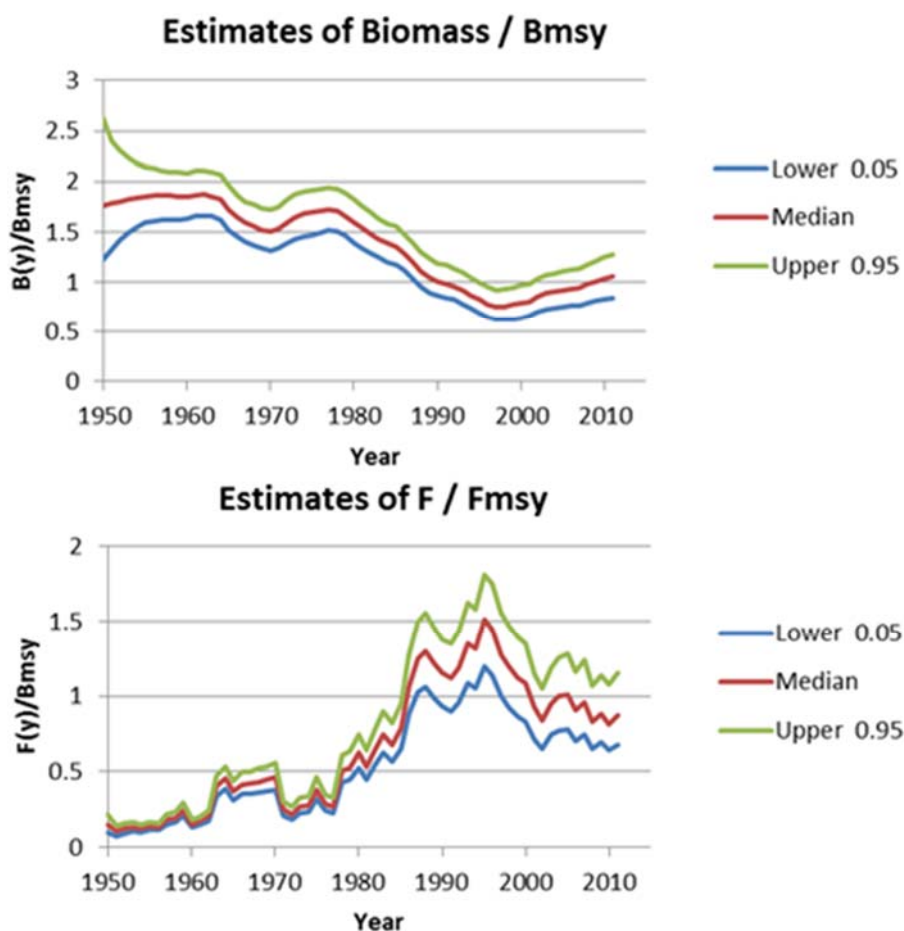 Estimates of Biomass / Bmsy
3
2.5
2
1.5
1
0.5
0
B(y)/Bmsy
1950 1960 1970 1980 1990 2000 2010
Year
Lower 0.05
Median
Upper 0.95
Estimates of F / Fmsy
2
1.5
1
0.5
0
F(y)/Bmsy
1950 1960 1970 1980 1990 2000 2010
Year
Lower 0.05
Median
Upper 0.95